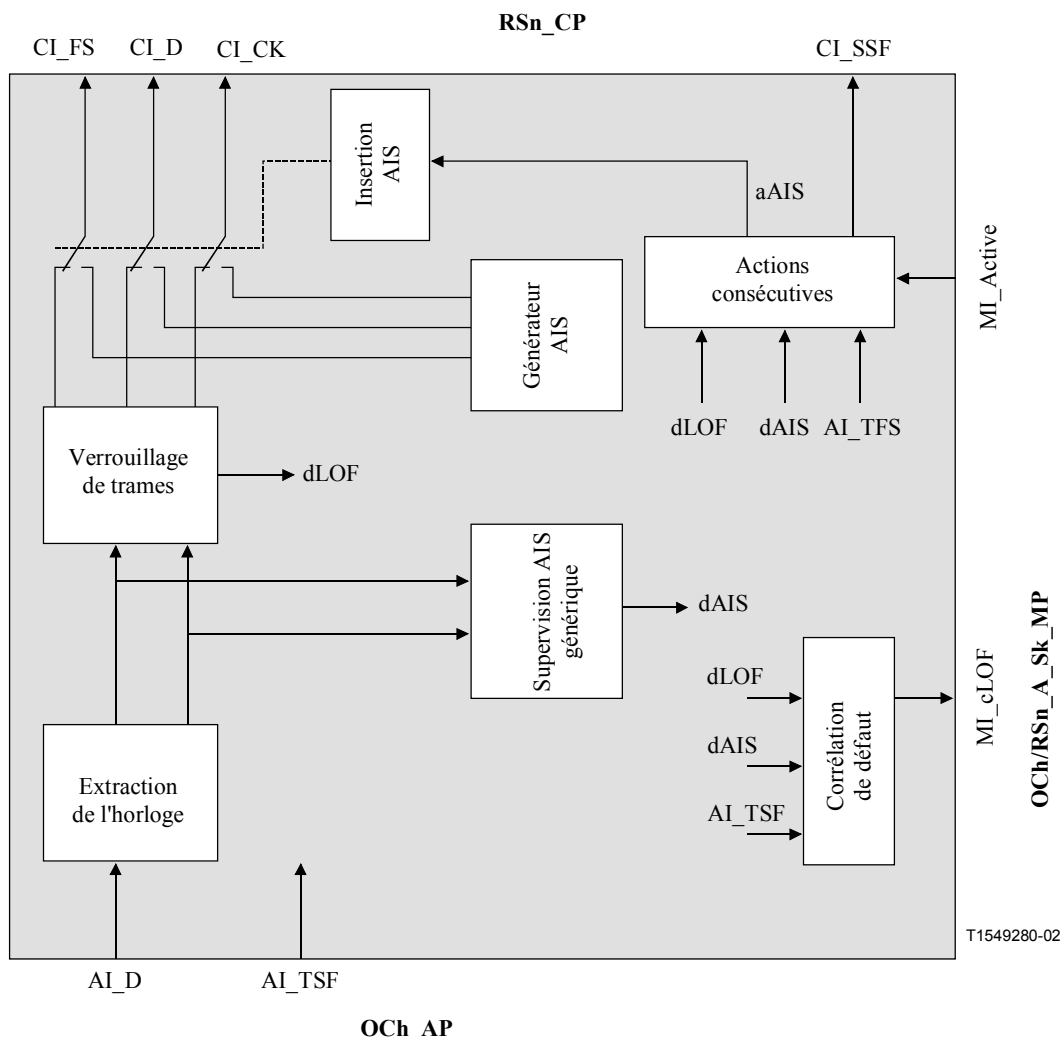 RSn_CP
CI_FS
CI_D
CI_CK
CI_SSF
Insertion
AIS
aAIS
Actions
consécutives
MI_Active
Générateur
AIS
dLOF
dAIS
AI_TFS
Verrouillage
de trames
dLOF
Supervision AIS
générique
dAIS
dLOF
dAIS
AI_TSF
Corrélation
de défaut
MI_cLOF
OCh/RSn_A_Sk_MP
Extraction
de l'horloge
T1549280-02
AI_D
AI_TSF
OCh_AP